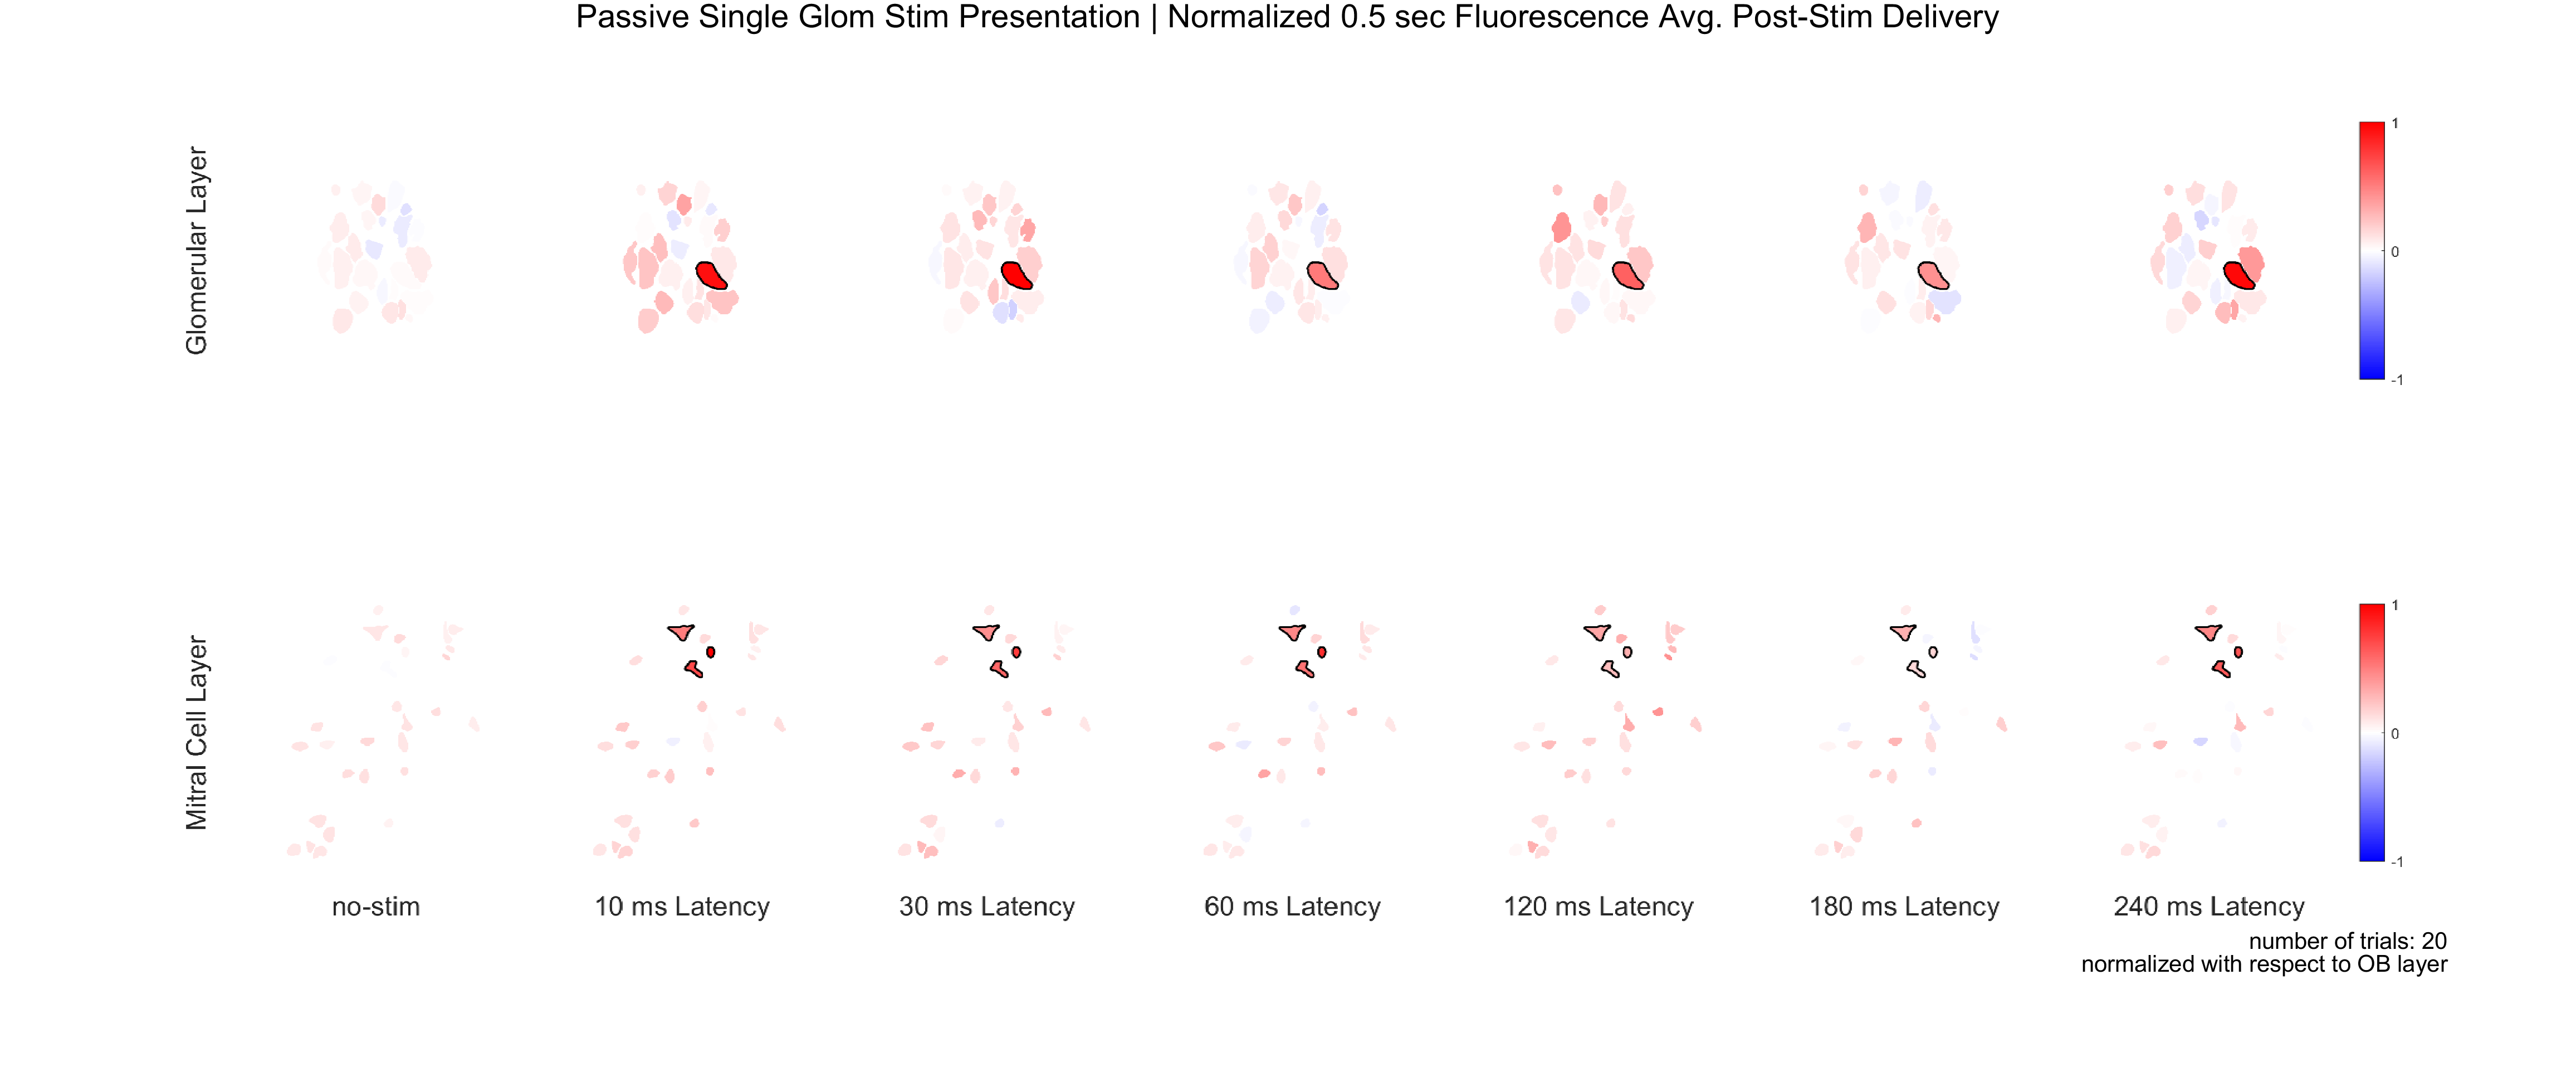 Passive Single Glom Stim Presentation | Normalized 0.5 sec Fluorescence Avg. Post-Stim Delivery
Glomerular Layer
1
0
-1
Mitral Cell Layer
1
0
-1
no-stim
10 ms Latency
30 ms Latency
60 ms Latency
120 ms Latency
180 ms Latency
240 ms Latency
number of trials: 20
normalized with respect to OB layer